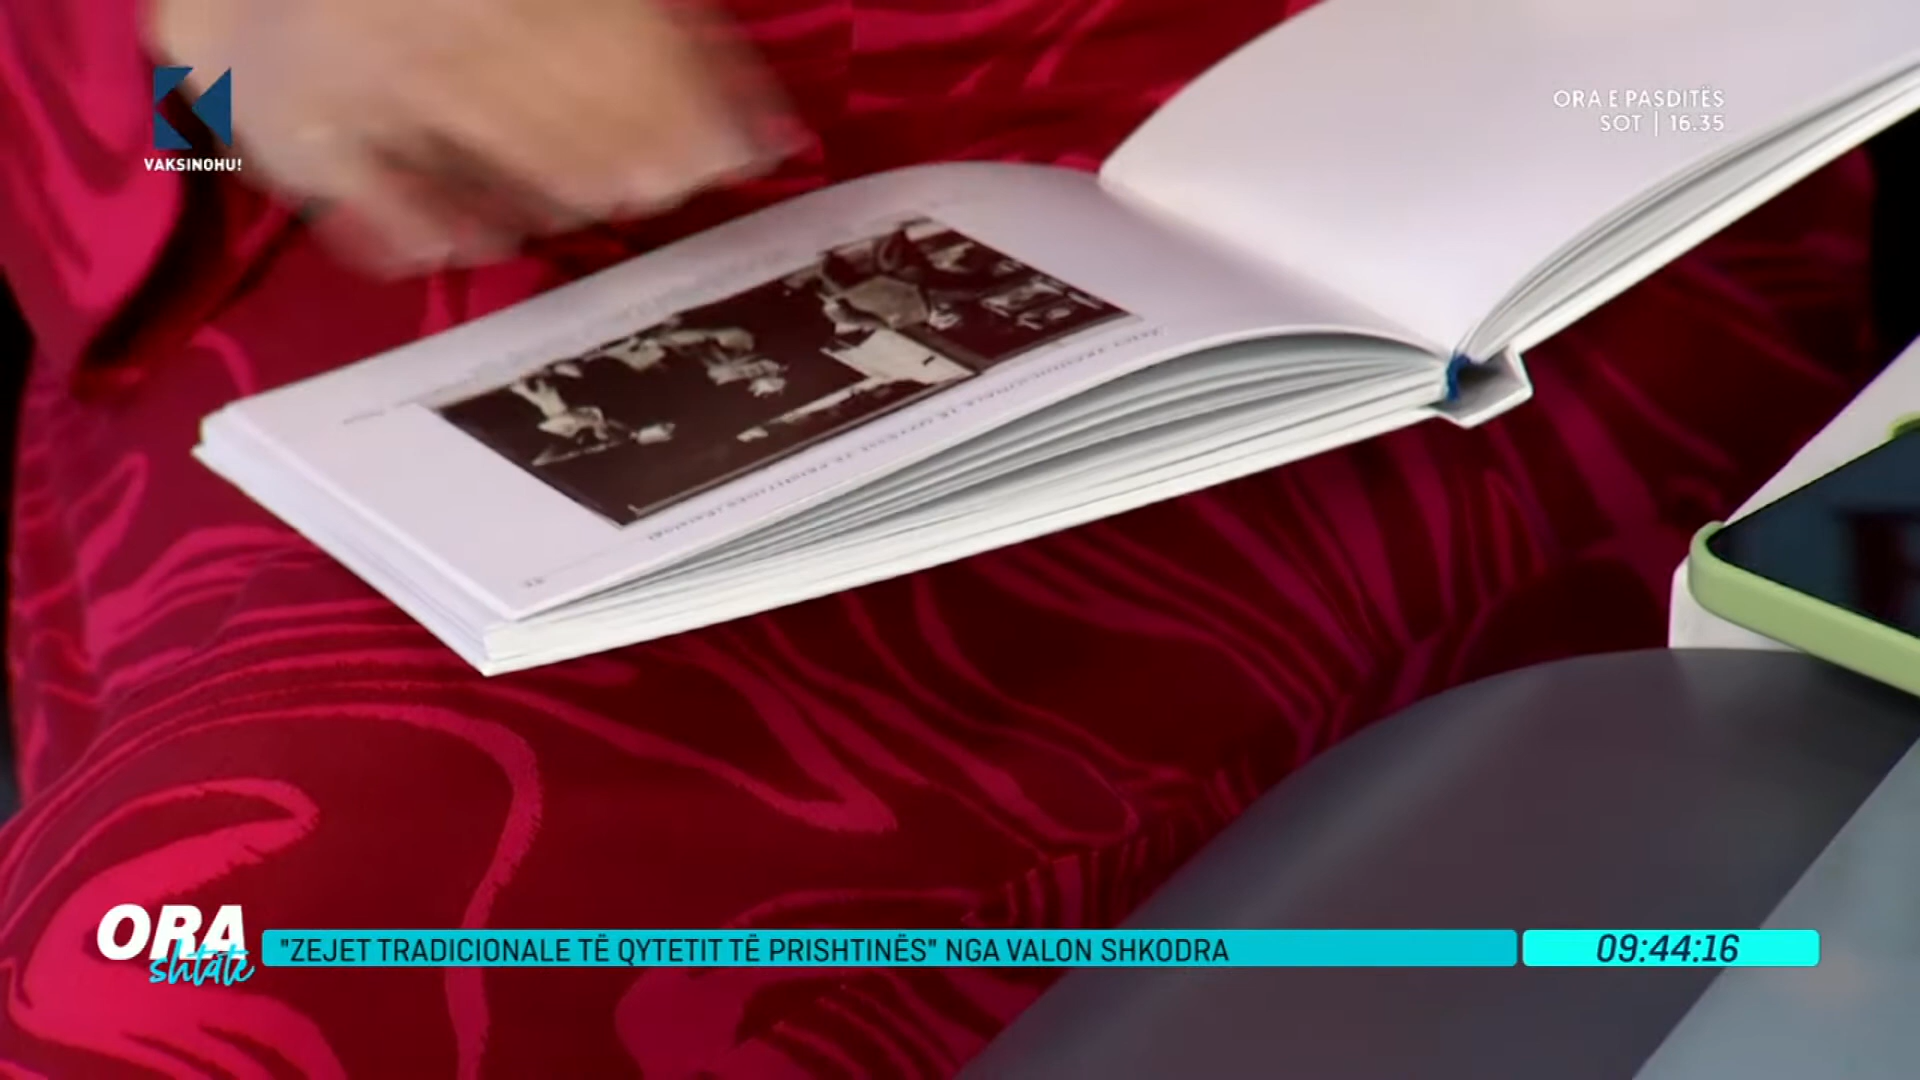 VAKSINOHU!
ORA E PASDITËS
SOT | 16.35
ORA
shtatë
"ZEJET TRADICIONALE TË QYTETIT TË PRISHTINËS" NGA VALON SHKODRA
09:44:16